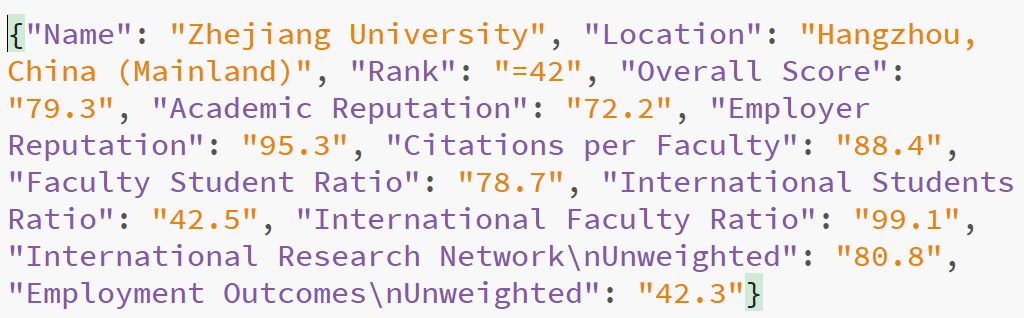 {"Name": "Zhejiang University", "Location": "Hangzhou,
China (Mainland)", "Rank": "=42", "Overall Score":
"79.3", "Academic Reputation": "72.2", "Employer
Reputation": "95.3", "Citations per Faculty": "88.4",
"Faculty Student Ratio": "78.7", "International Students
Ratio": "42.5", "International Faculty Ratio": "99.1",
"International Research Network\nUnweighted": "80.8",
"Employment Outcomes\nUnweighted": "42.3"}